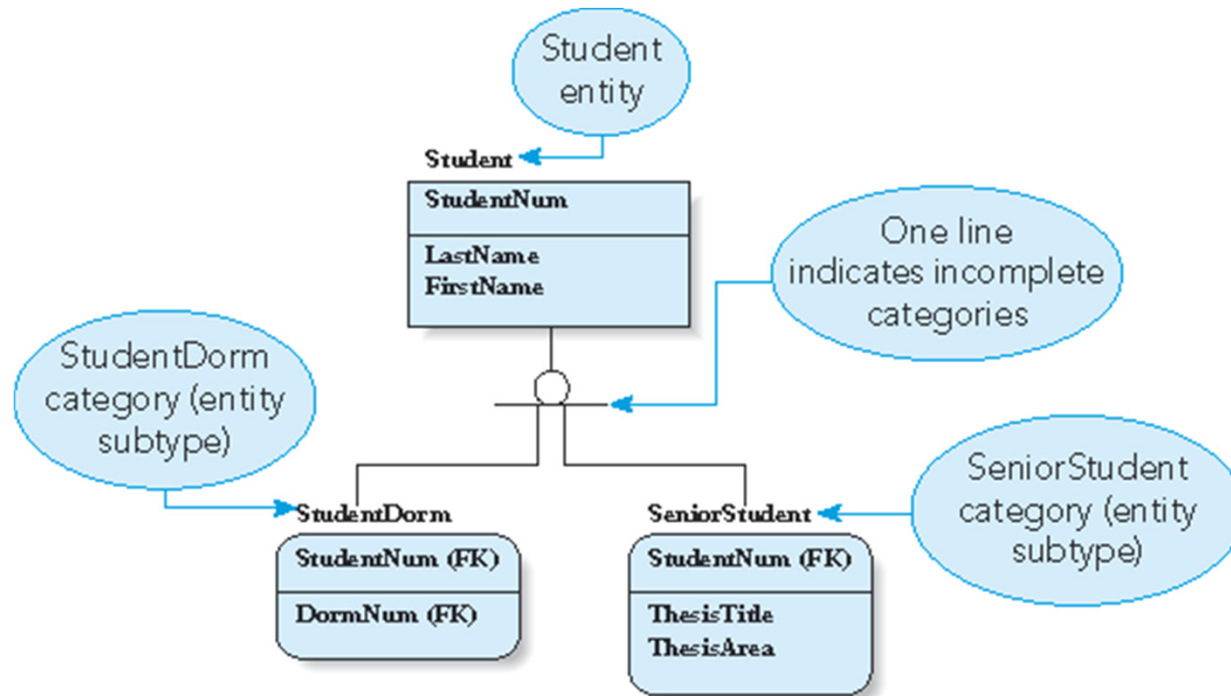 Student
entity
Student
StudentNum
LastName
FirstName
One line
indicates incomplete
categories
StudentDorm
category (entity
subtype)
StudentDorm
StudentNum (FK)
DormNum (FK)
SeniorStudent
StudentNum (FK)
ThesisTitle
ThesisArea
SeniorStudent
category (entity
subtype)